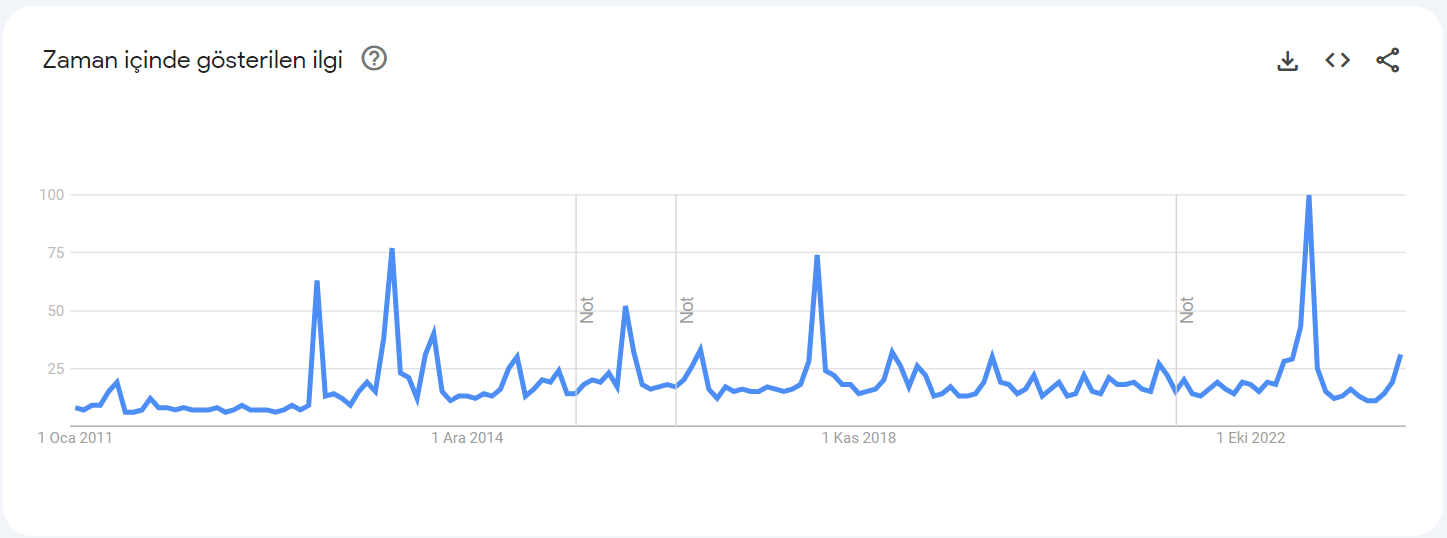 Zaman içinde gösterilen ilgi
100
75
50
25
Not
Not
Not
1 Oca 2011
1 Ara 2014
1 Kas 2018
1 Eki 2022